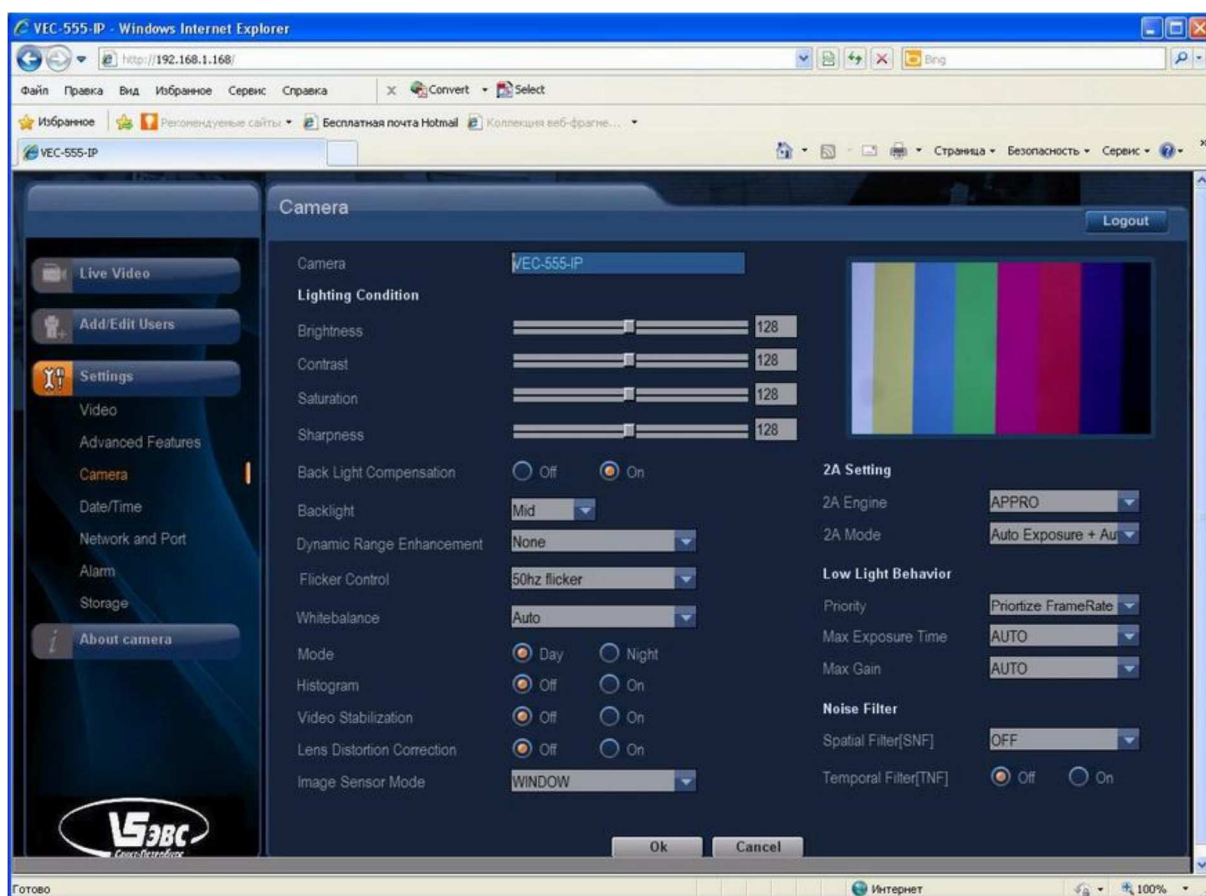 VEC-555-IP - Windows Internet Explorer
http://192.168.1.168/
Bing
Файл Правка Вид Избранное Сервис Справка x Convert Select
Избранное Рекомендуемые сайты Бесплатная почта Hotmail Коллекция веб-фрагме...
VEC-555-IP
Страница Безопасность Сервис
Camera
Logout
Live Video
Add/Edit Users
Settings
Video
Advanced Features
Camera
Date/Time
Network and Port
Alarm
Storage
About camera
ЭВС
Санкт-Петербург
Camera VEC-555-IP
Lighting Condition
Brightness 128
Contrast 128
Saturation 128
Sharpness 128
Back Light Compensation Off On
Backlight Mid
Dynamic Range Enhancement None
Flicker Control 50hz flicker
Whitebalance Auto
Mode Day Night
Histogram Off On
Video Stabilization Off On
Lens Distortion Correction Off On
Image Sensor Mode WINDOW
2A Setting
2A Engine APPRO
2A Mode Auto Exposure + Au
Low Light Behavior
Priority Priortize FrameRate
Max Exposure Time AUTO
Max Gain AUTO
Noise Filter
Spatial Filter[SNF] OFF
Temporal Filter[TNF] Off On
Ok Cancel
Готово Интернет 100%